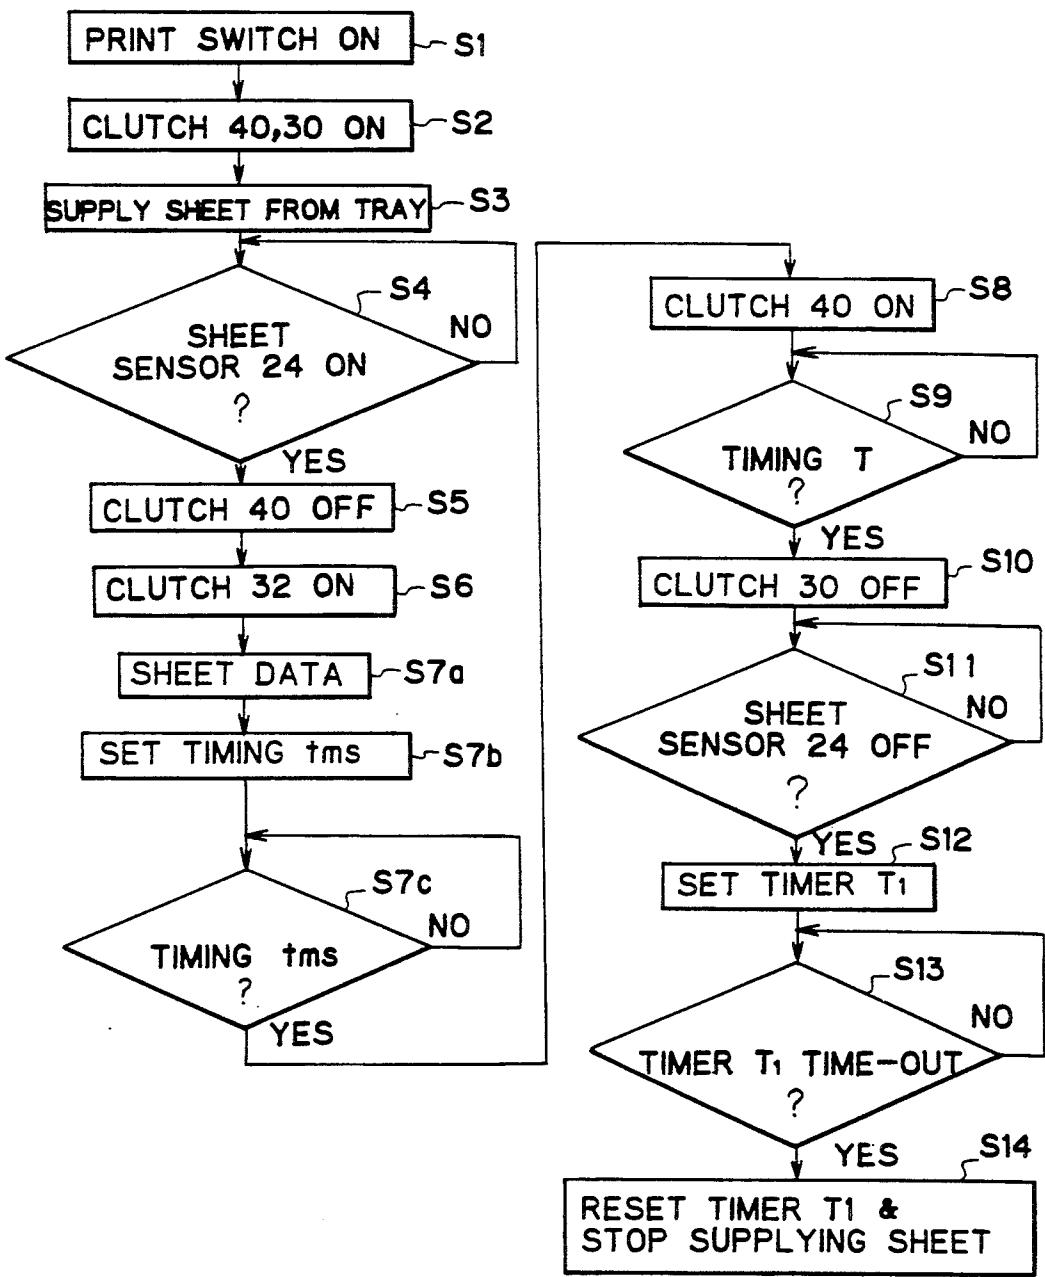 PRINT SWITCH ON
S1
CLUTCH 40,30 ON
S2
SUPPLY SHEET FROM TRAY
S3
S4
SHEET
SENSOR 24 ON
?
NO
YES
CLUTCH 40 OFF
S5
CLUTCH 32 ON
S6
SHEET DATA
S7a
SET TIMING tms
S7b
S7c
TIMING tms
?
NO
YES
CLUTCH 40 ON
S8
S9
TIMING T
?
NO
YES
CLUTCH 30 OFF
S10
S11
SHEET
SENSOR 24 OFF
?
NO
YES
S12
SET TIMER T1
S13
TIMER T1 TIME-OUT
?
NO
YES
S14
RESET TIMER T1 &
STOP SUPPLYING SHEET